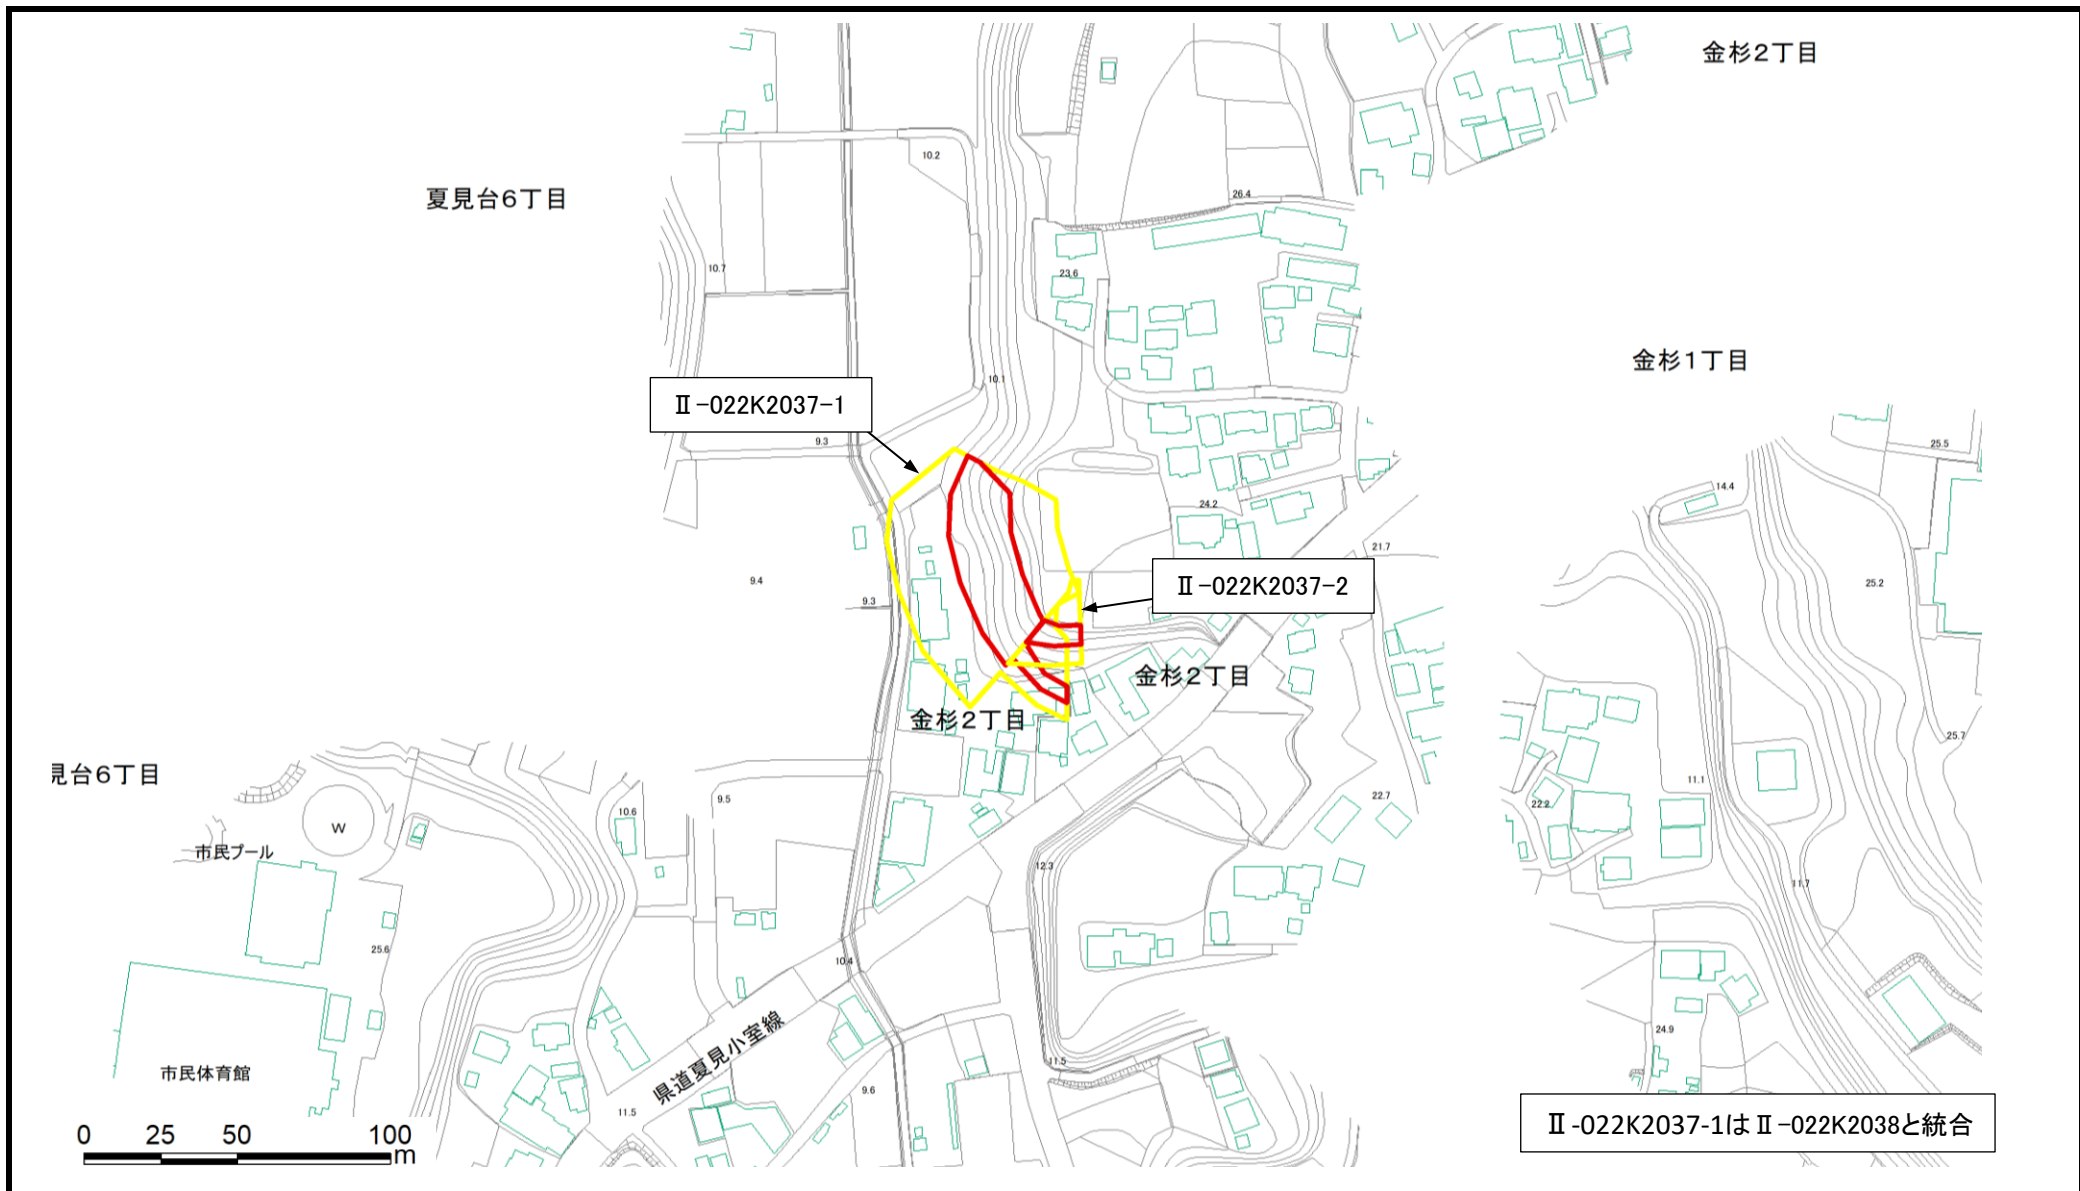 金杉2丁目
10.2
夏見台6丁目
26.4
10.7
23.6
金杉1丁目
10.1
Ⅱ-022K2037-1
9.3
25.5
14.4
24.2
21.7
9.4
Ⅱ-022K2037-2
25.2
9.3
金杉2丁目
金杉2丁目
25.7
見台6丁目
11.1
9.5
22.7
22.2
10.6
W
市民プール
12.3
11.7
25.6
10.4
県道夏見小室線
24.9
11.5
市民体育館
9.6
11.5
Ⅱ-022K2037-1はⅡ-022K2038と統合
0 25 50 100
m